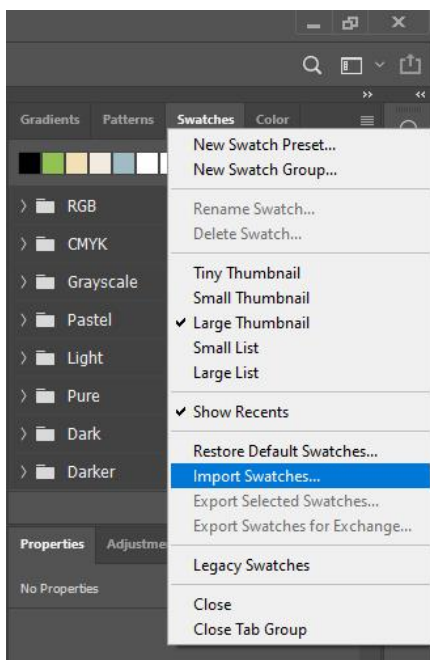 Gradients Patterns Swatches Color
New Swatch Preset...
New Swatch Group...
RGB
Rename Swatch...
Delete Swatch...
CMYK
Grayscale
Tiny Thumbnail
Small Thumbnail
Pastel
Large Thumbnail
Light
Small List
Large List
Pure
Show Recents
Dark
Restore Default Swatches...
Darker
Import Swatches...
Export Selected Swatches...
Export Swatches for Exchange...
Properties Adjustme
Legacy Swatches
No Properties
Close
Close Tab Group